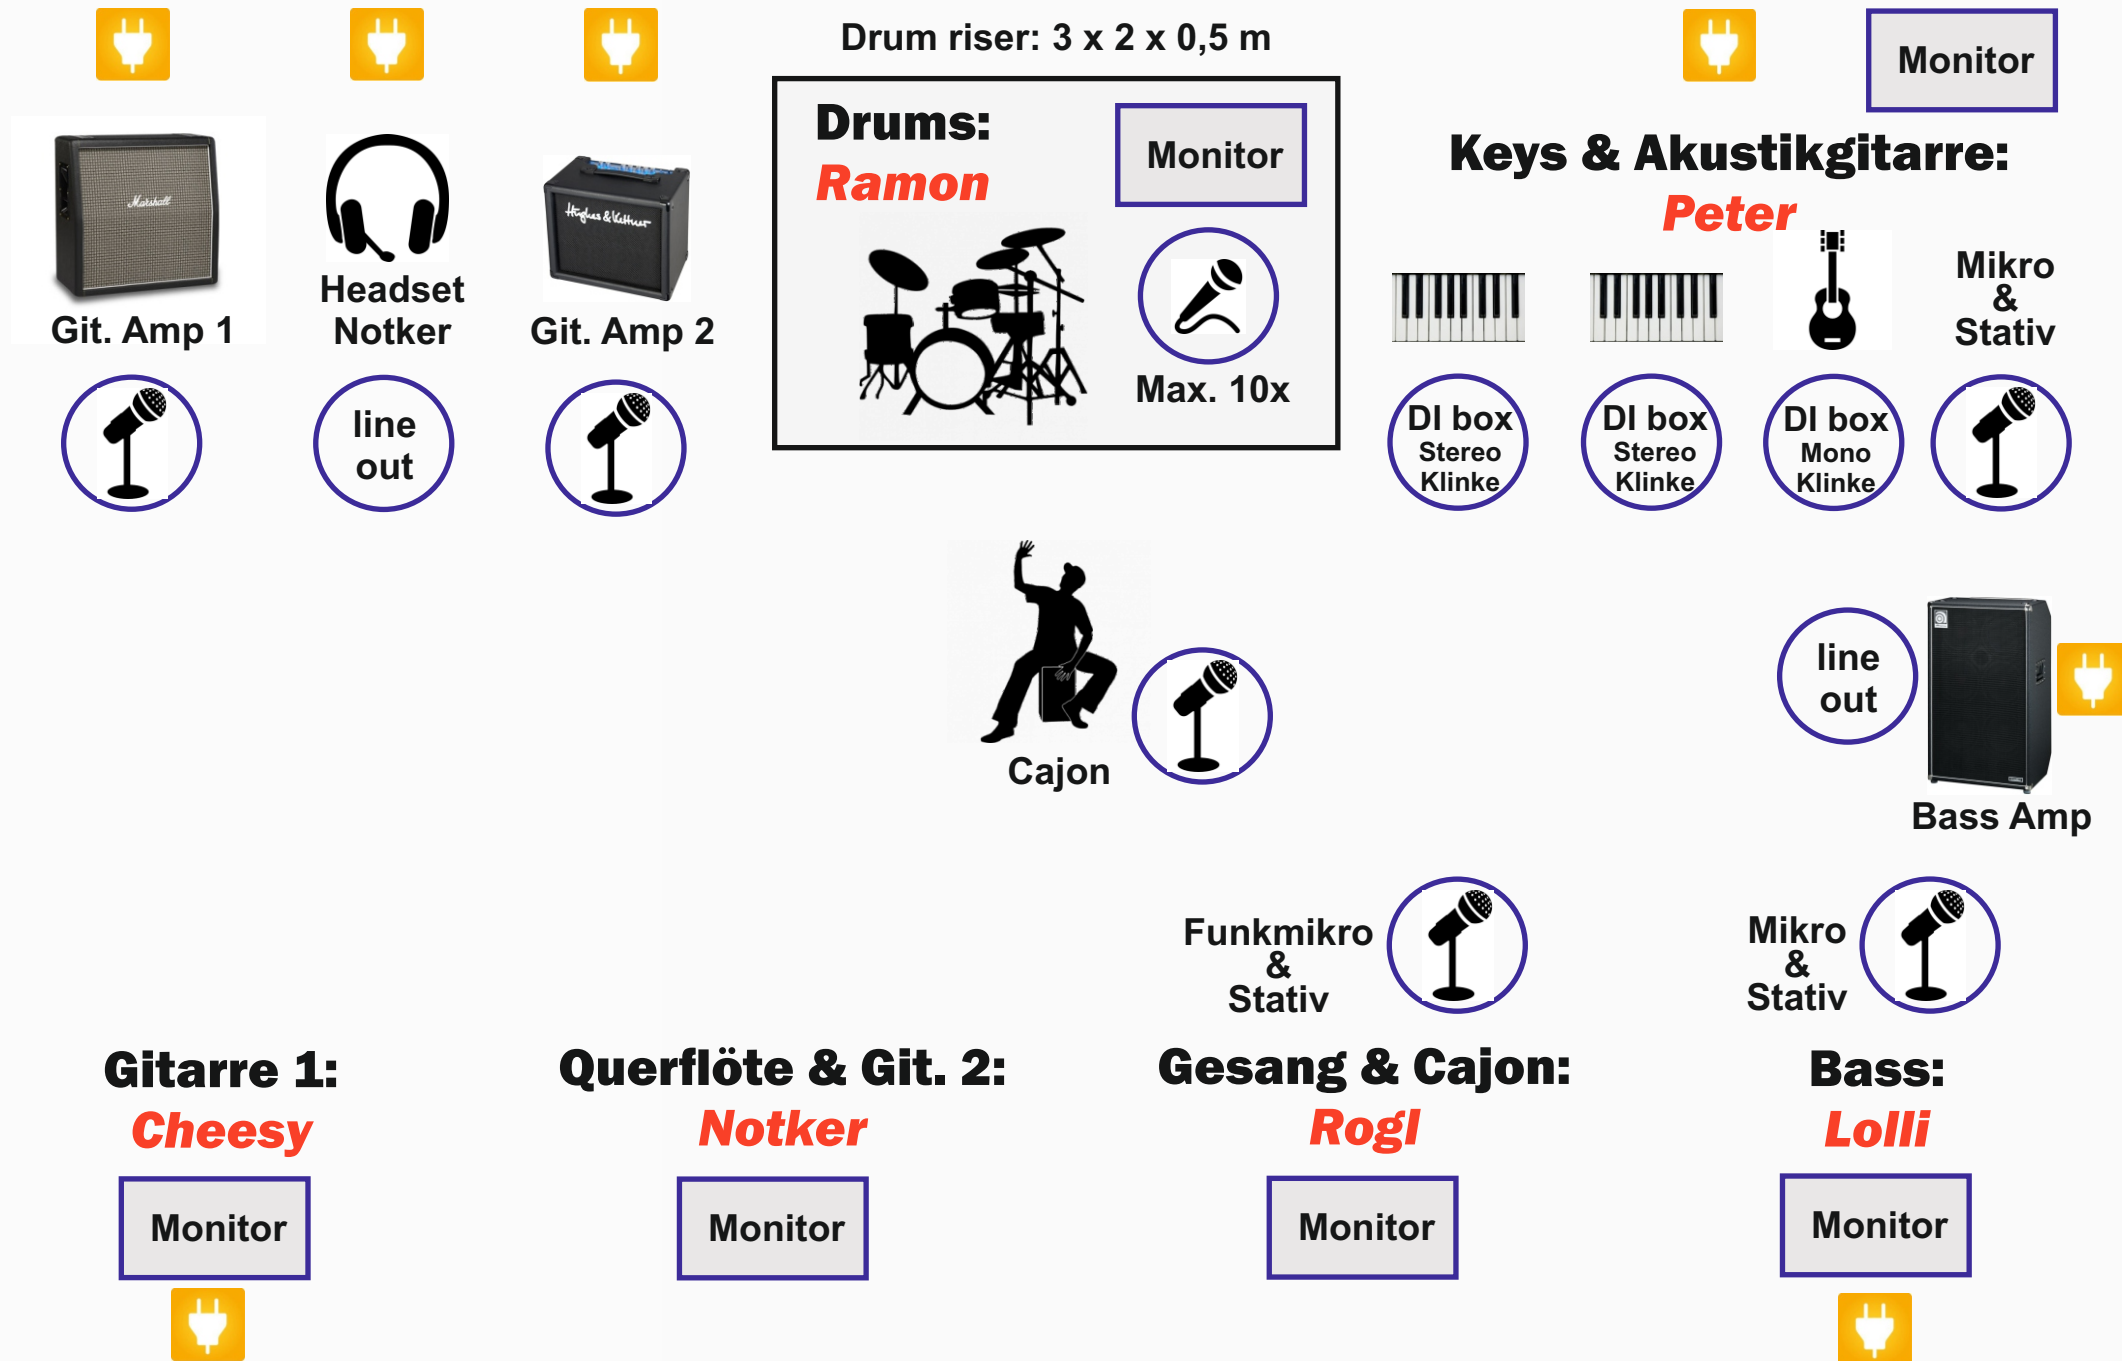 Drum riser: 3 x 2 x 0,5 m
Monitor
Drums:
Ramon
Monitor
Max. 10x
Keys & Akustikgitarre:
Peter
Marshall
Git. Amp 1
Headset
Notker
Hughes & Kettner
Git. Amp 2
line
out
Mikro
&
Stativ
DI box
Stereo
Klinke
DI box
Stereo
Klinke
DI box
Mono
Klinke
Cajon
line
out
Bass Amp
Funkmikro
&
Stativ
Mikro
&
Stativ
Gitarre 1:
Cheesy
Monitor
Querflöte & Git. 2:
Notker
Monitor
Gesang & Cajon:
Rogl
Monitor
Bass:
Lolli
Monitor